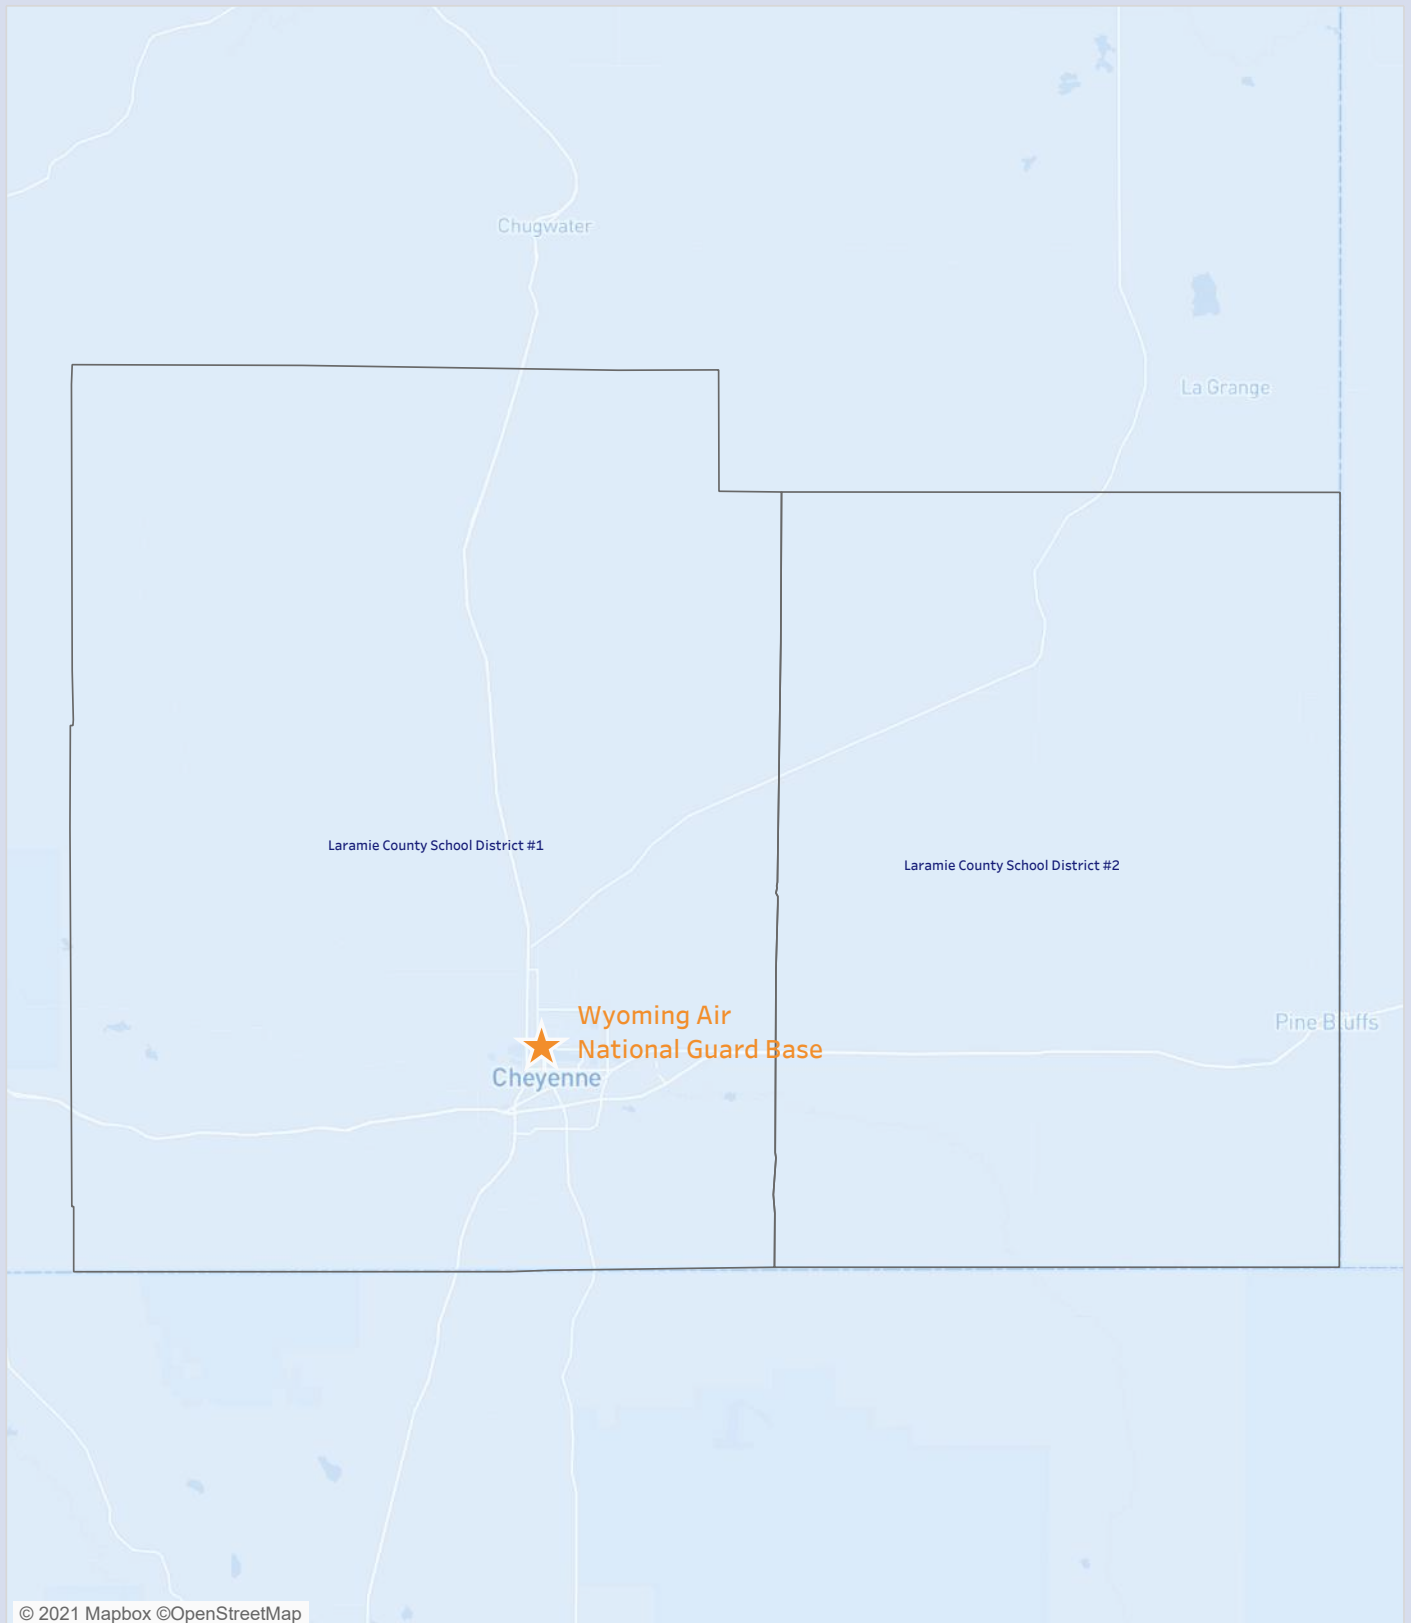 Chugwater
La Grange
Laramie County School District #1
Laramie County School District #2
Wyoming Air
National Guard Base
Pine Bluffs
Cheyenne
© 2021 Mapbox ©OpenStreetMap